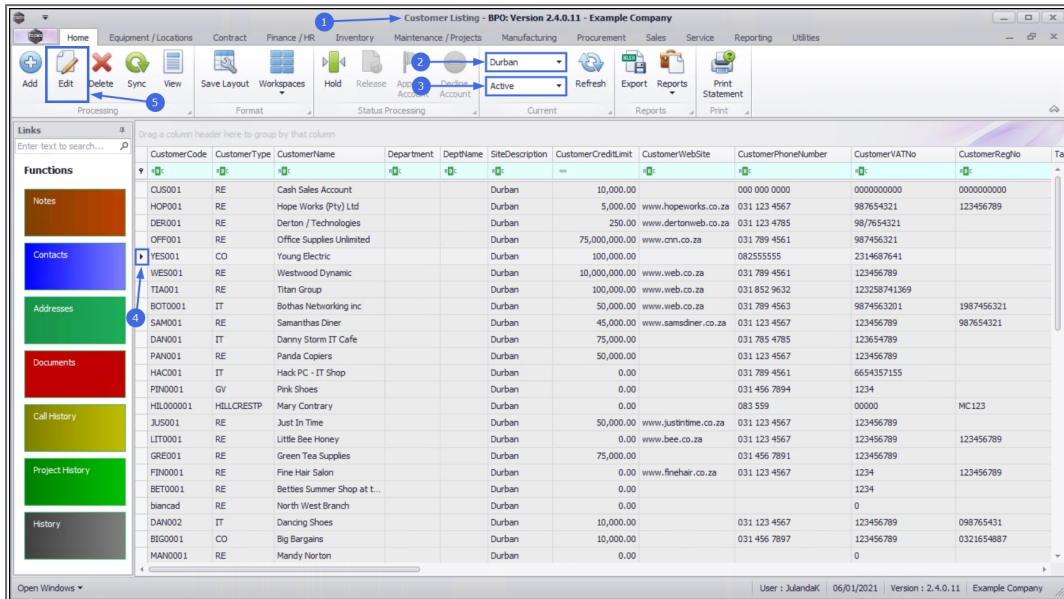 1
Customer Listing - BPO: Version 2.4.0.11 - Example Company
Home Equipment / Locations Contract Finance / HR Inventory Maintenance / Projects Manufacturing Procurement Sales Service Reporting Utilities
Add Edit Delete Sync View Save Layout Workspaces Hold Release Decline Account
2 Durban
3 Active
Refresh Export Reports Print Statement
5
Processing Format Status Processing Current Reports Print
Links
Enter text to search...
Drag a column header here to group by that column
Functions
Notes
Contacts
Addresses
Documents
Call History
Project History
History
CustomerCode CustomerType CustomerName Department DeptName SiteDescription CustomerCreditLimit CustomerWebSite CustomerPhoneNumber CustomerVATNo CustomerRegNo Ta
CUS001 RE Cash Sales Account Durban 10,000.00 000 000 0000 0000000000 0000000000
HOP001 RE Hope Works (Pty) Ltd Durban 5,000.00 www.hopeworks.co.za 031 123 4567 987654321 123456789
DER001 RE Derton / Technologies Durban 250.00 www.dertonweb.co.za 031 123 4785 98/7654321
OFF001 RE Office Supplies Unlimited Durban 75,000,000.00 www.cnn.co.za 031 789 4561 987456321
YES001 CO Young Electric Durban 100,000.00 082555555 2314687641
WES001 RE Westwood Dynamic Durban 10,000,000.00 www.web.co.za 031 789 4561 123456789
TIA001 RE Titan Group Durban 100,000.00 www.web.co.za 031 852 9632 123258741369
4
BOT0001 IT Bothas Networking inc Durban 50,000.00 www.web.co.za 031 789 4563 9874563201 1987456321
SAM001 RE Samanthas Diner Durban 45,000.00 www.samsdiner.co.za 031 123 4567 123456789 987654321
DAN001 IT Danny Storm IT Cafe Durban 75,000.00 031 785 4785 123654789
PAN001 RE Panda Copiers Durban 50,000.00 031 123 4567 123456789
HAC001 IT Hack PC - IT Shop Durban 0.00 031 789 4561 6654357155
PIN0001 GV Pink Shoes Durban 0.00 031 456 7894 1234
HIL000001 HILLCRESTP Mary Contrary Durban 0.00 083 559 00000 MC123
JUS001 RE Just In Time Durban 50,000.00 www.justintime.co.za 031 123 4567 123456789
LIT0001 RE Little Bee Honey Durban 0.00 www.bee.co.za 031 123 4567 123456789 123456789
GRE001 RE Green Tea Supplies Durban 75,000.00 031 456 7891 123456789
FIN0001 RE Fine Hair Salon Durban 0.00 www.finehair.co.za 031 123 4567 1234 123456789
BET0001 RE Betties Summer Shop at t... Durban 0.00 1234
biancad RE North West Branch Durban 0.00 0
DAN002 IT Dancing Shoes Durban 10,000.00 031 123 4567 123456789 098765431
BIG0001 CO Big Bargains Durban 10,000.00 031 456 7897 123456789 0321654887
MAN0001 RE Mandy Norton Durban 0.00 0
Open Windows User : JulandaK 06/01/2021 Version : 2.4.0.11 Example Company